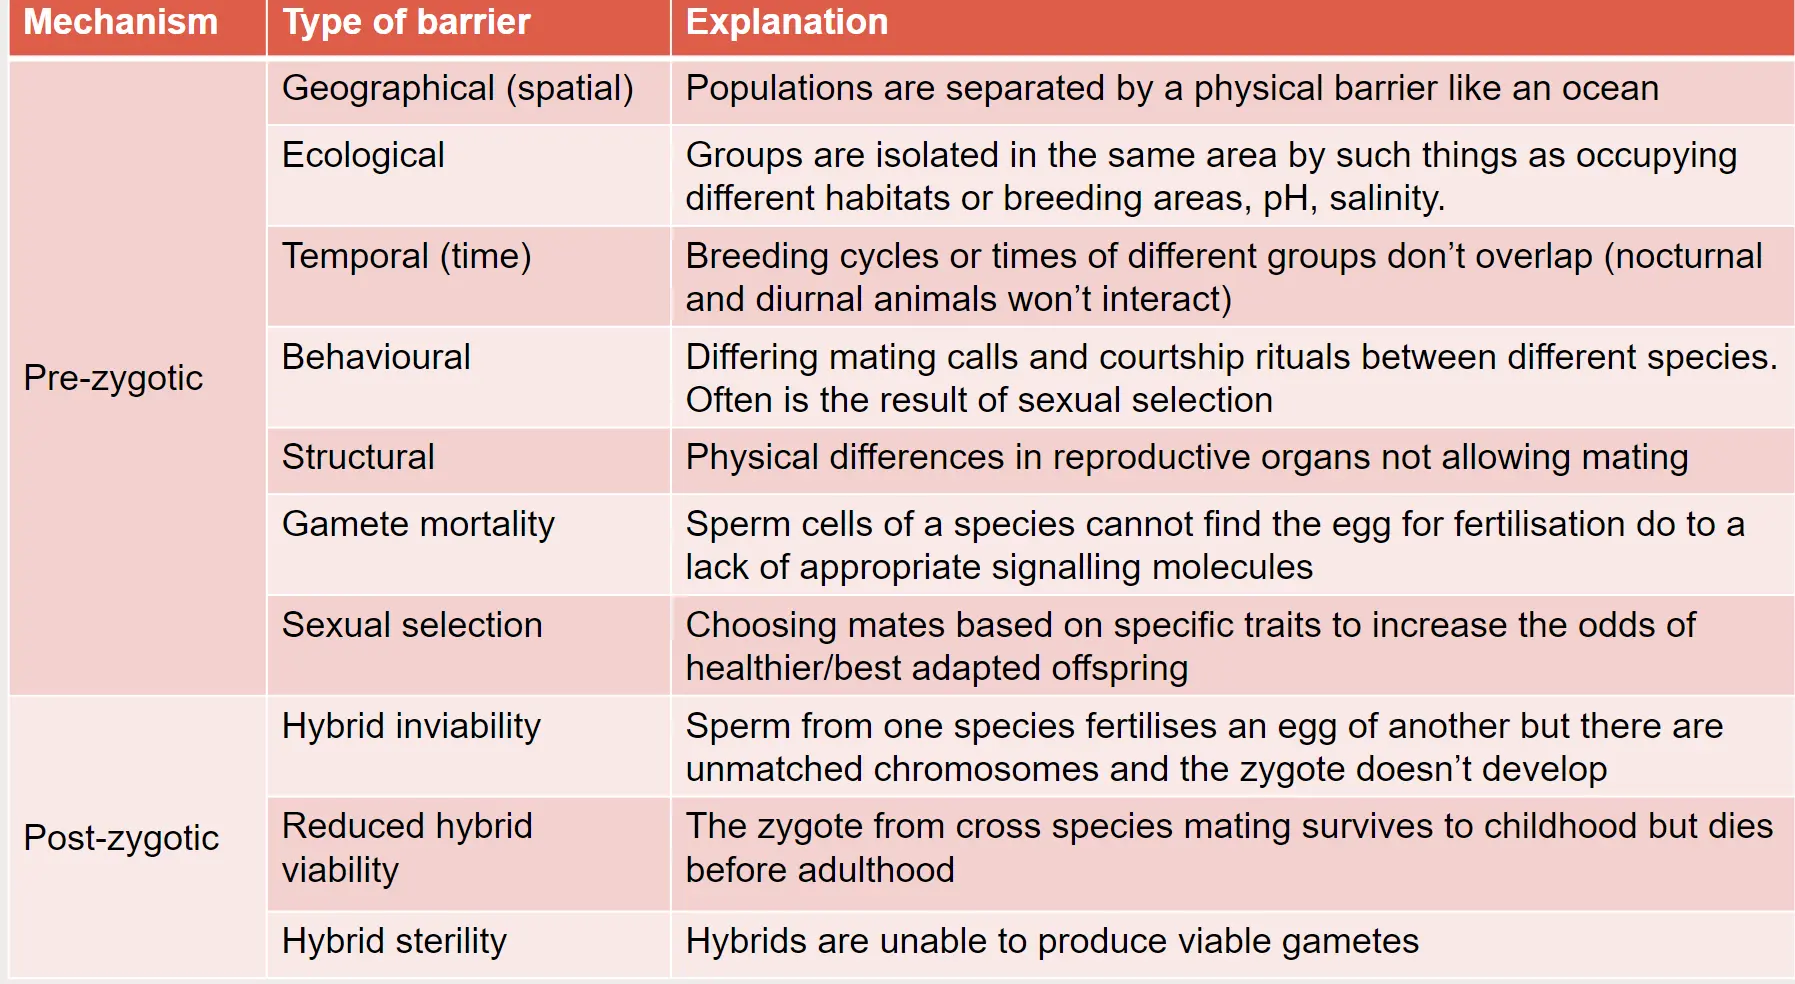 Mechanism Type of barrier Explanation
Pre-zygotic
Geographical (spatial) Populations are separated by a physical barrier like an ocean
Ecological Groups are isolated in the same area by such things as occupying
different habitats or breeding areas, pH, salinity.
Temporal (time) Breeding cycles or times of different groups don’t overlap (nocturnal
and diurnal animals won’t interact)
Behavioural Differing mating calls and courtship rituals between different species.
Often is the result of sexual selection
Structural Physical differences in reproductive organs not allowing mating
Gamete mortality Sperm cells of a species cannot find the egg for fertilisation do to a
lack of appropriate signalling molecules
Sexual selection Choosing mates based on specific traits to increase the odds of
healthier/best adapted offspring
Post-zygotic
Hybrid inviability Sperm from one species fertilises an egg of another but there are
unmatched chromosomes and the zygote doesn’t develop
Reduced hybrid
viability
The zygote from cross species mating survives to childhood but dies
before adulthood
Hybrid sterility Hybrids are unable to produce viable gametes